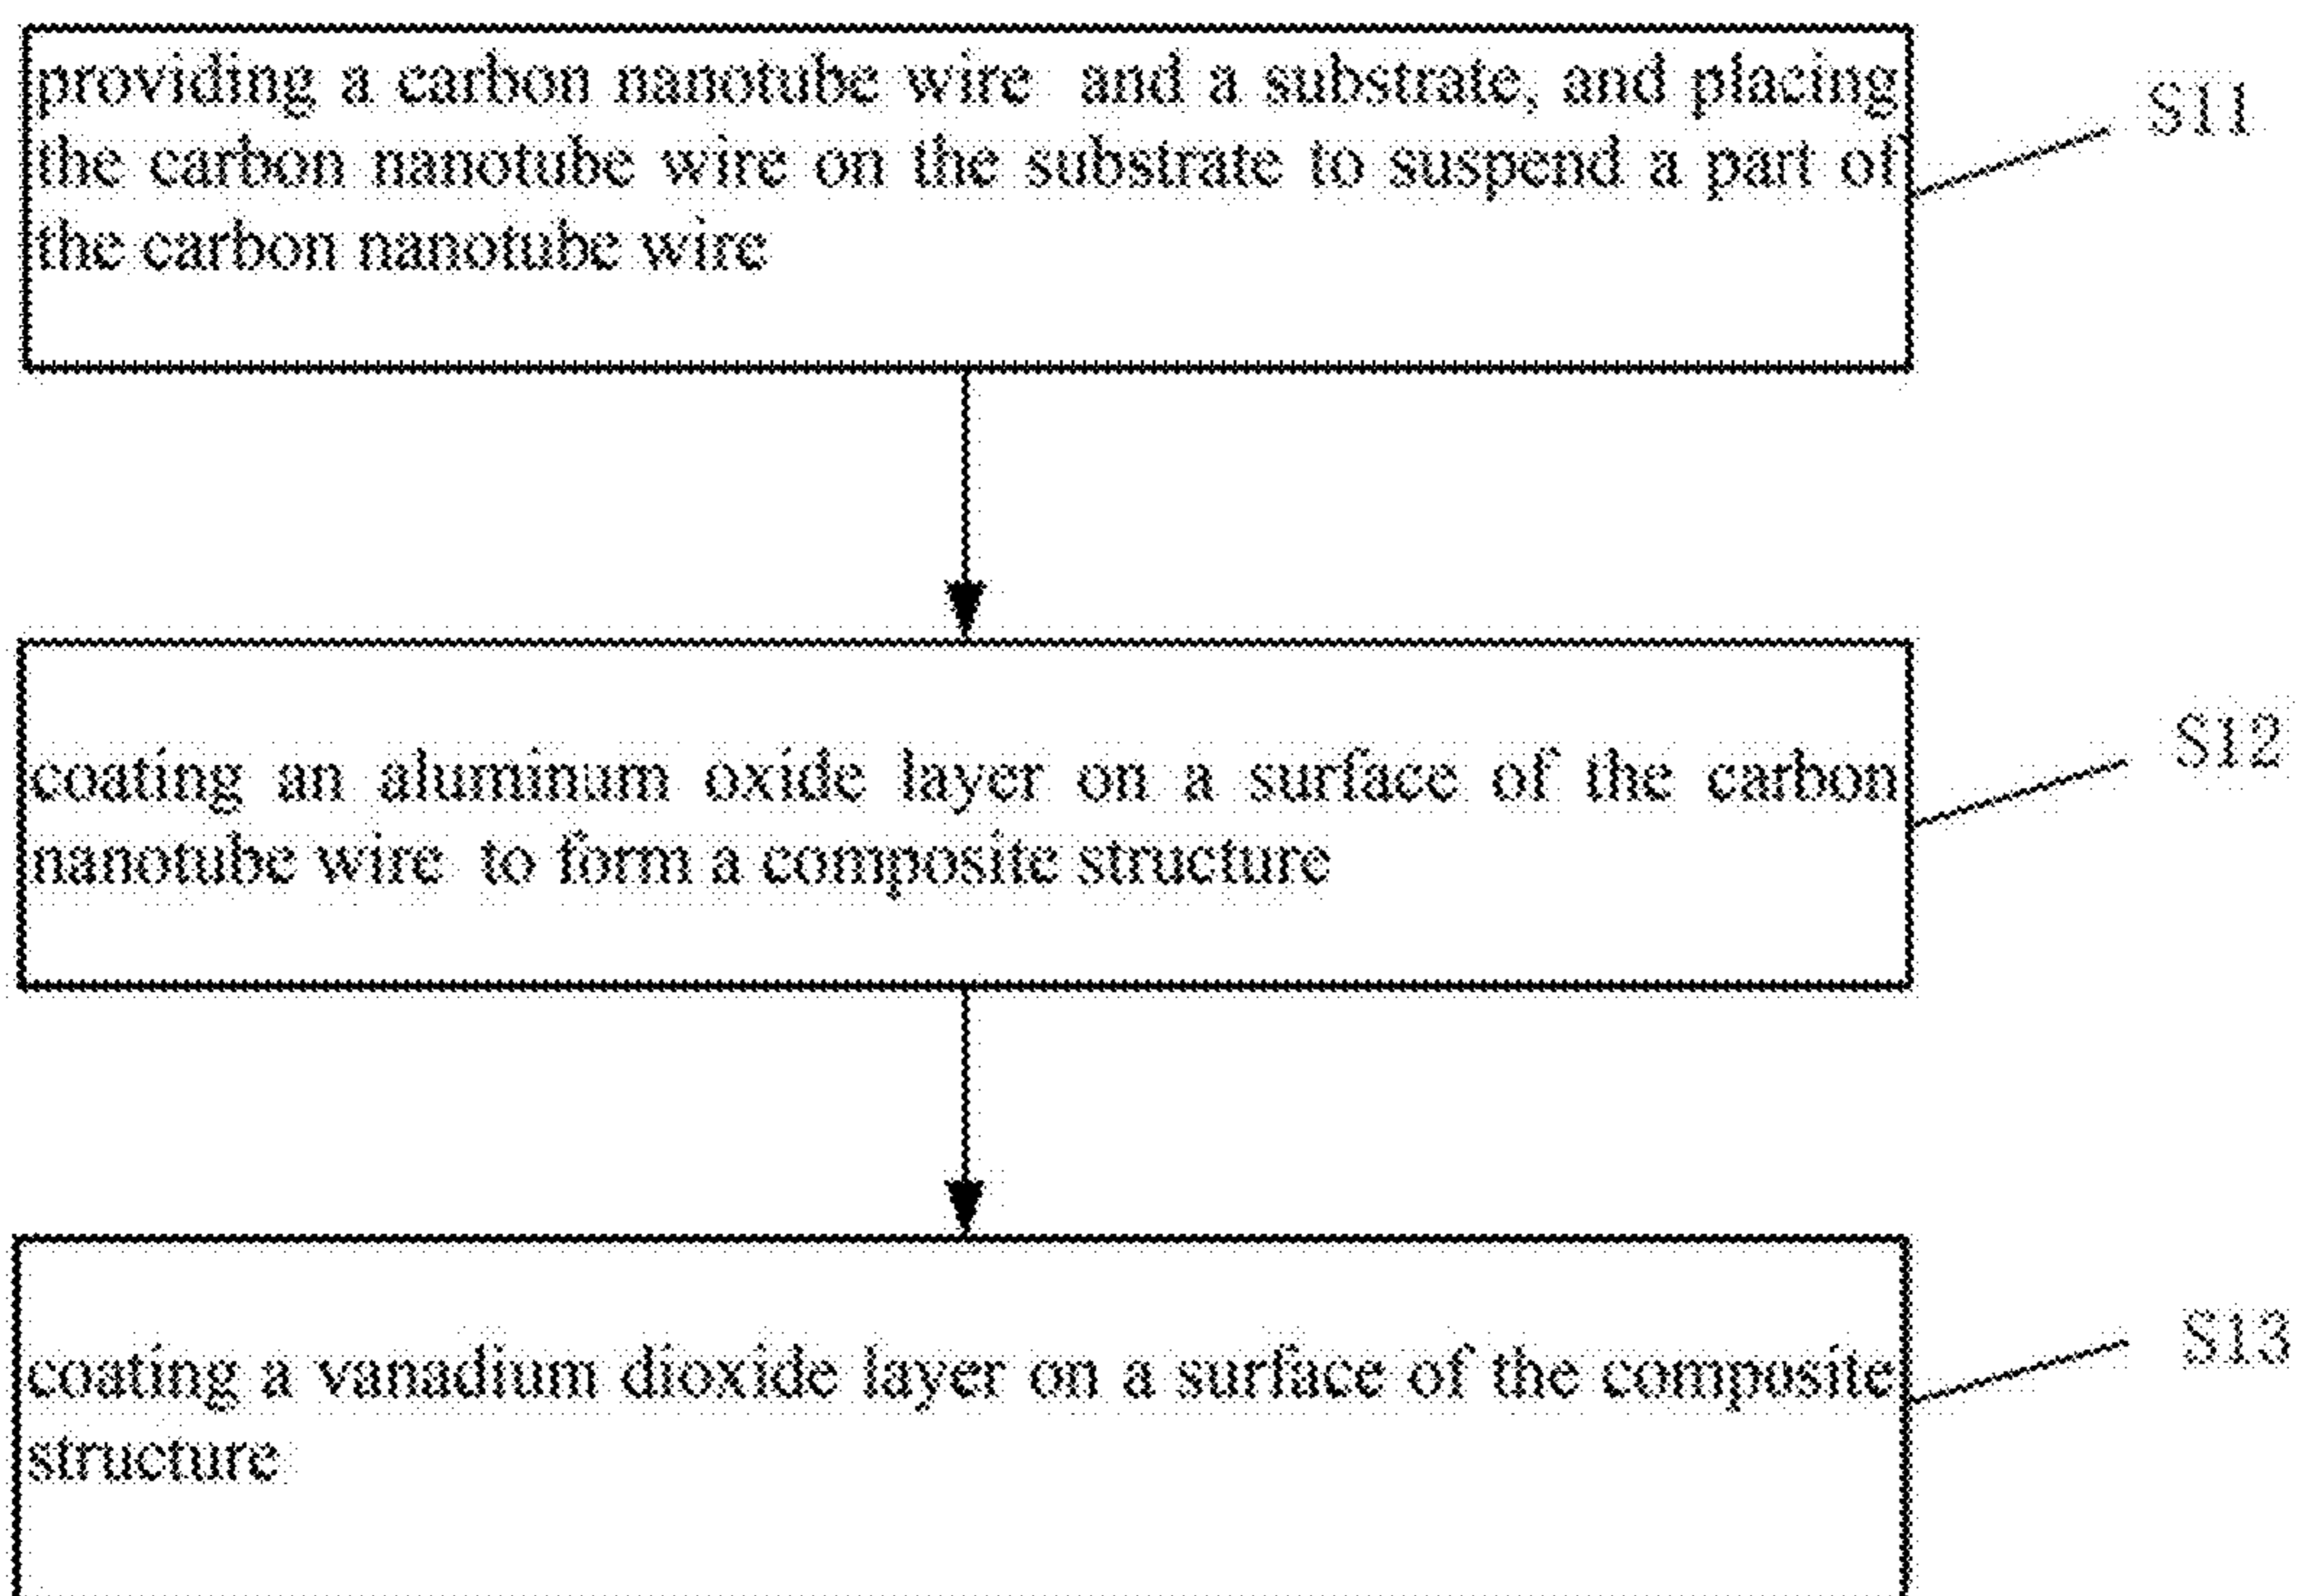 providing a carbon nanotube wire and a substrate, and placing
the carbon nanotube wire on the substrate to suspend a part of
the carbon nanotube wire
S11
coating an aluminum oxide layer on a surface of the carbon
nanotube wire to form a composite structure
S12
coating a vanadium dioxide layer on a surface of the composite
structure
S13